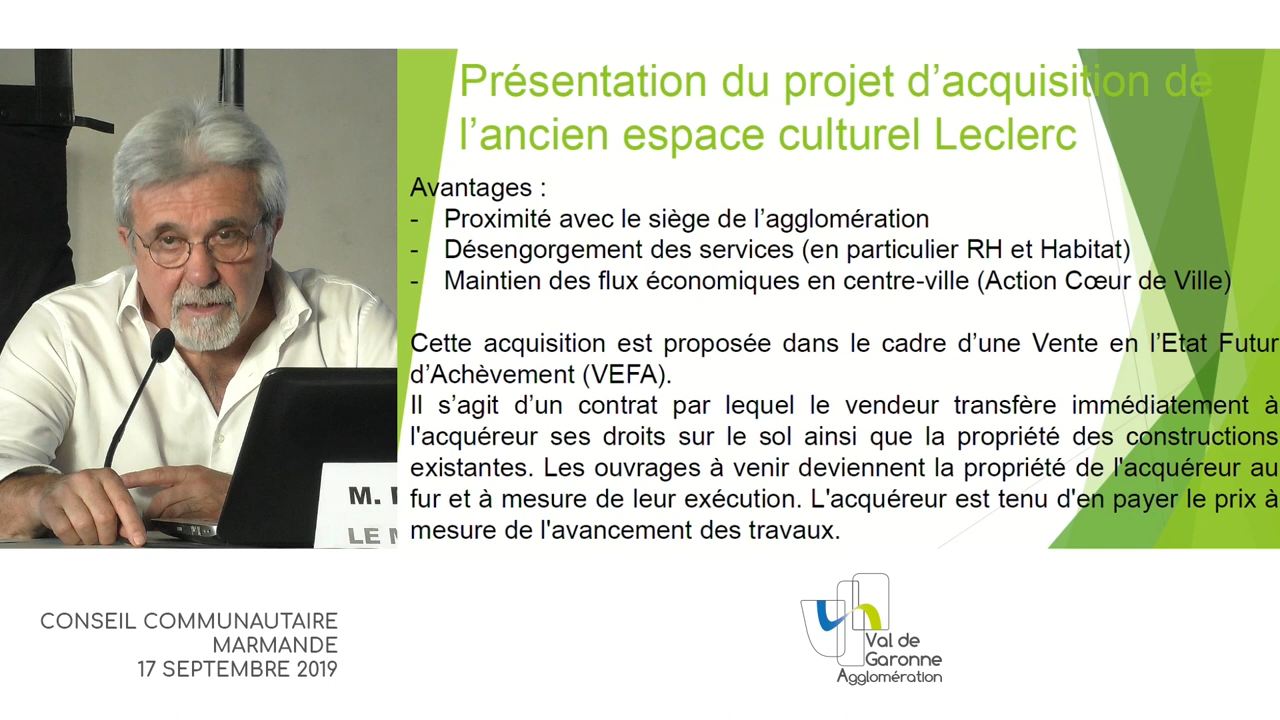 Présentation du projet d’acquisition de
l’ancien espace culturel Leclerc
Avantages :
- Proximité avec le siège de l’agglomération
- Désengorgement des services (en particulier RH et Habitat)
- Maintien des flux économiques en centre-ville (Action Cœur de Ville)
Cette acquisition est proposée dans le cadre d’une Vente en l’Etat Futur
d’Achèvement (VEFA).
Il s’agit d’un contrat par lequel le vendeur transfère immédiatement à
l'acquéreur ses droits sur le sol ainsi que la propriété des constructions
existantes. Les ouvrages à venir deviennent la propriété de l'acquéreur au
fur et à mesure de leur exécution. L'acquéreur est tenu d'en payer le prix à
mesure de l'avancement des travaux.
M.
LE
CONSEIL COMMUNAUTAIRE
MARMANDE
17 SEPTEMBRE 2019
Val de
Garonne
Agglomération